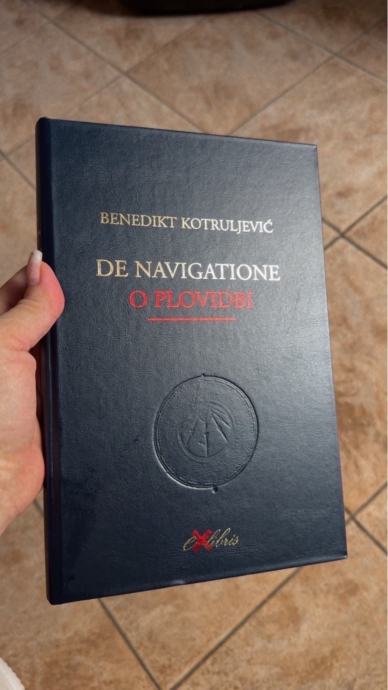 BENEDIKT KOTRULJEVIĆ
DE NAVIGATIONE
O PLOVIDBI
eXlibris